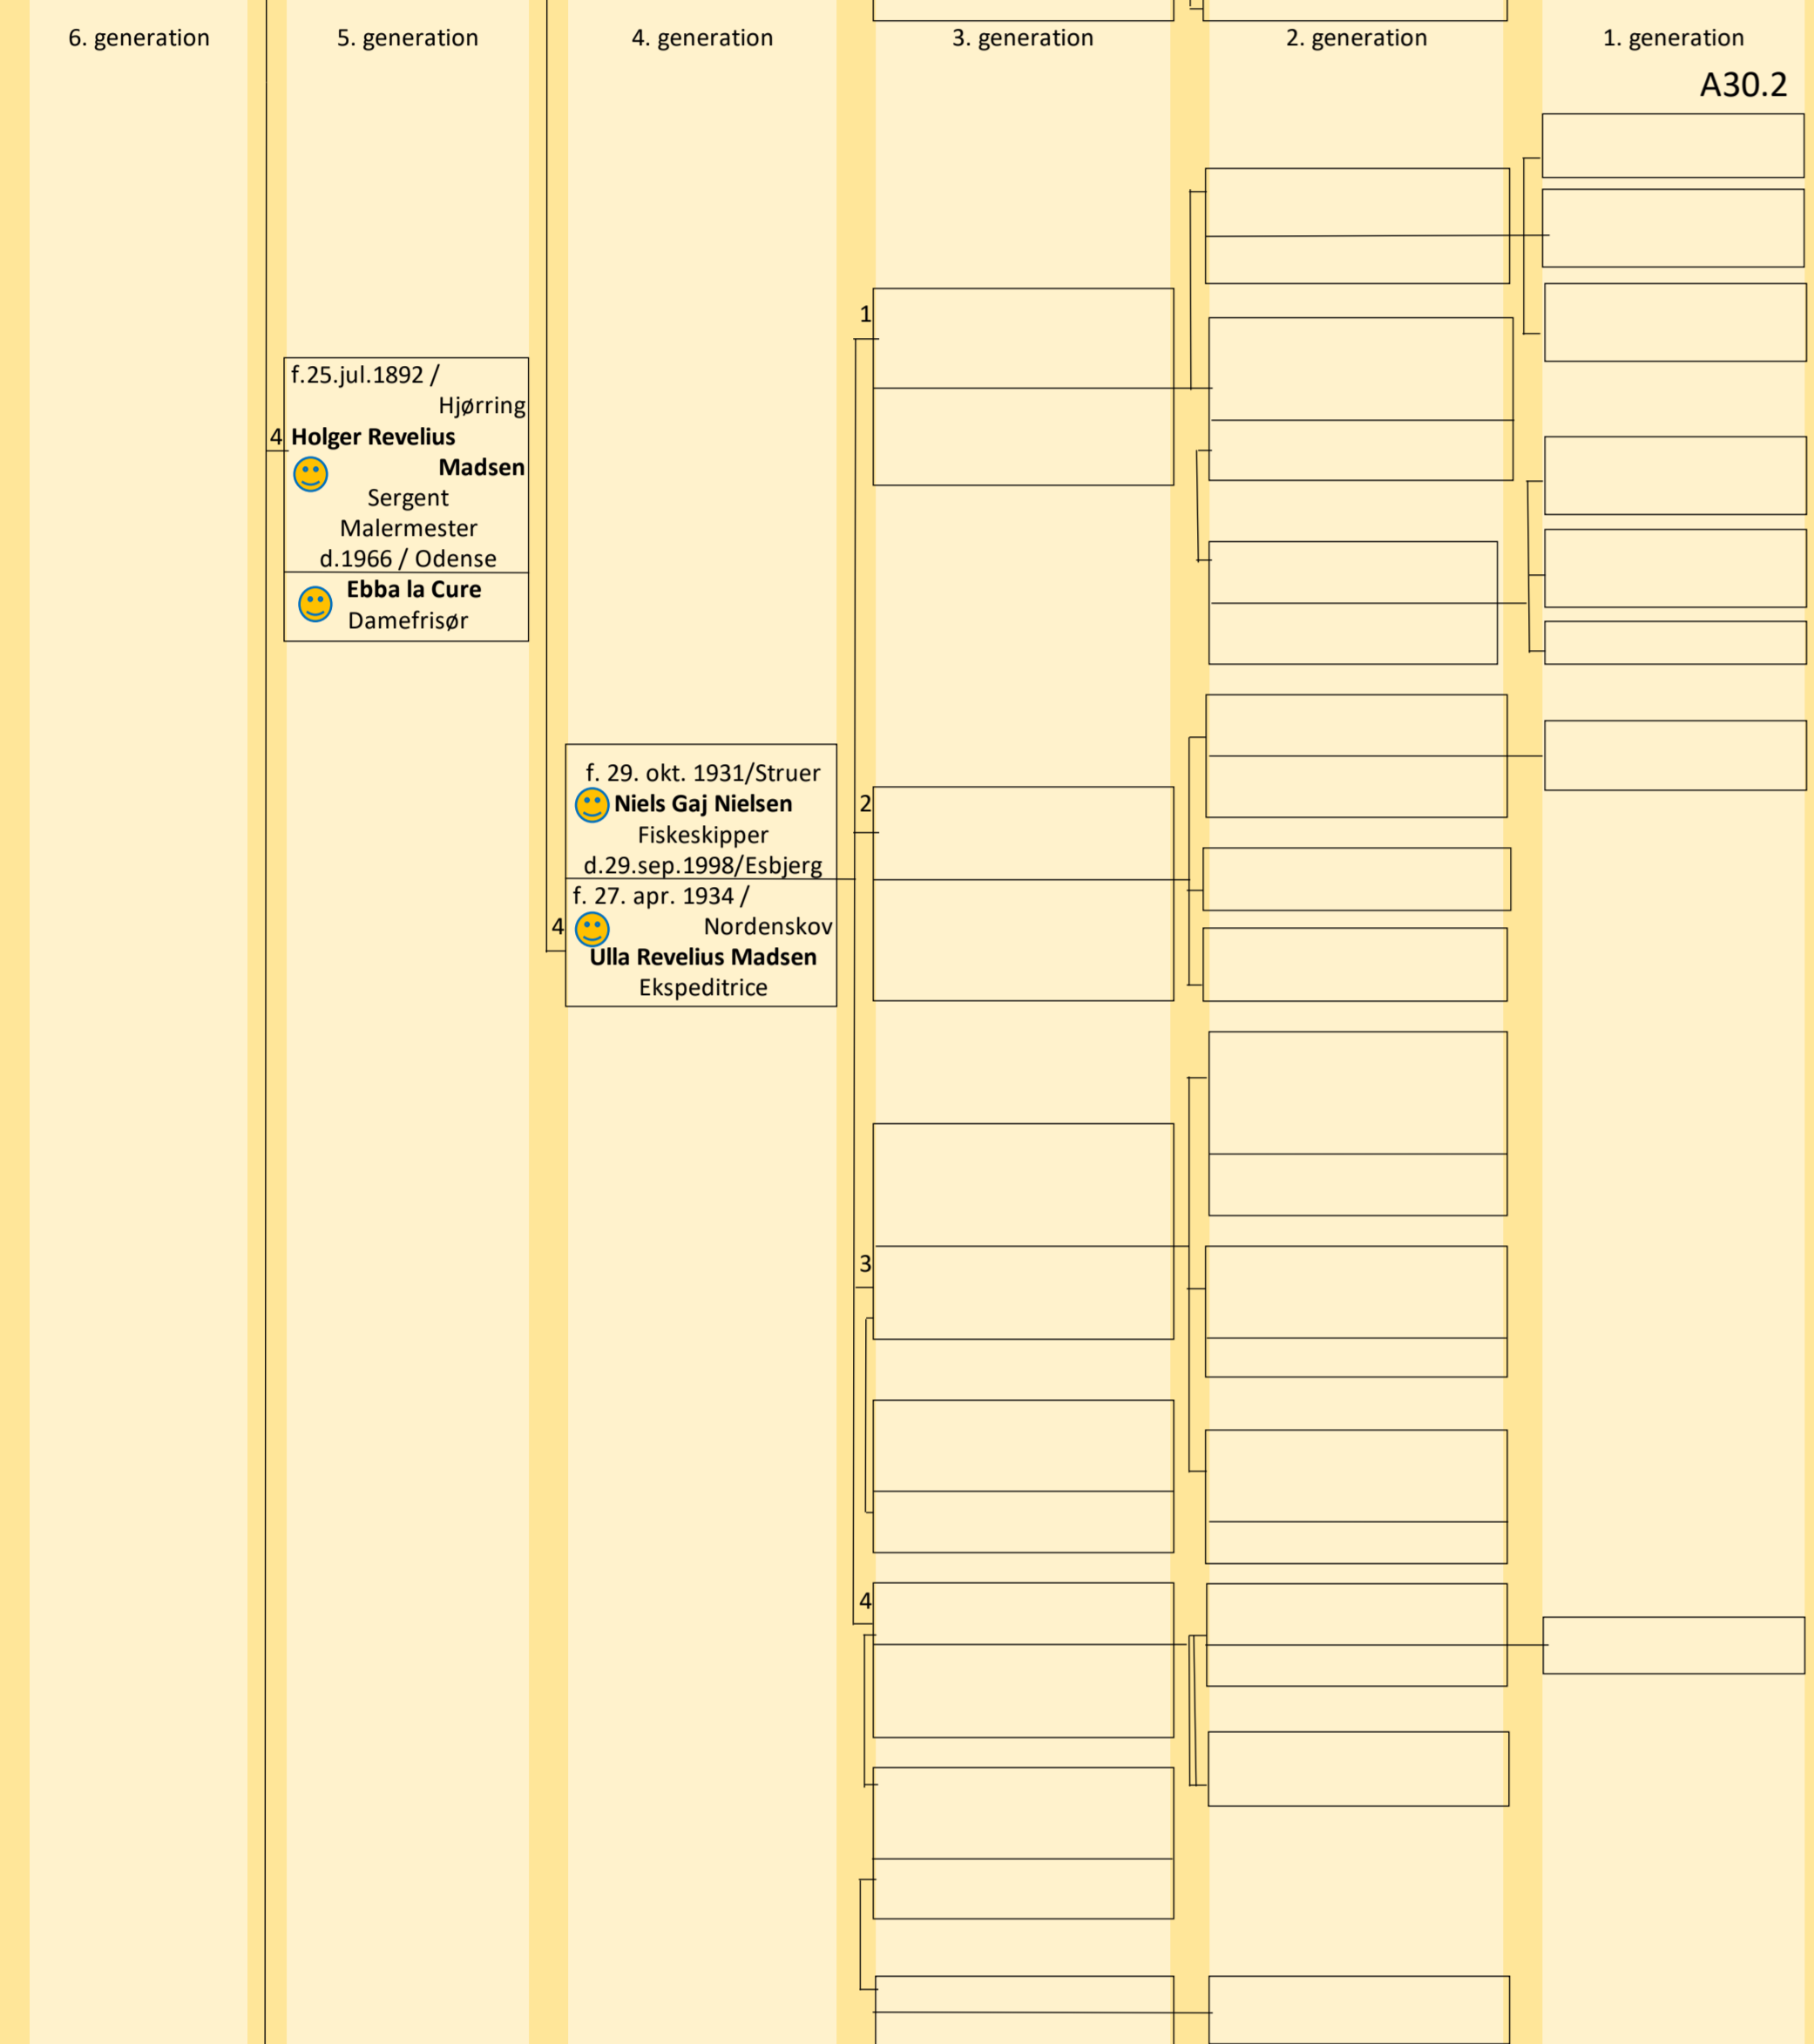 6. generation
5. generation
4. generation
3. generation
2. generation
1. generation
A30.2
f.25.jul.1892 /
Hjørring
4
Holger Revelius
Madsen
Sergent
Malermester
d.1966 / Odense
Ebba la Cure
Damefrisør
f. 29. okt. 1931/Struer
Niels Gaj Nielsen
Fiskeskipper
d.29.sep.1998/Esbjerg
f. 27. apr. 1934 /
4
Nordenskov
Ulla Revelius Madsen
Ekspeditrice
1
2
3
4